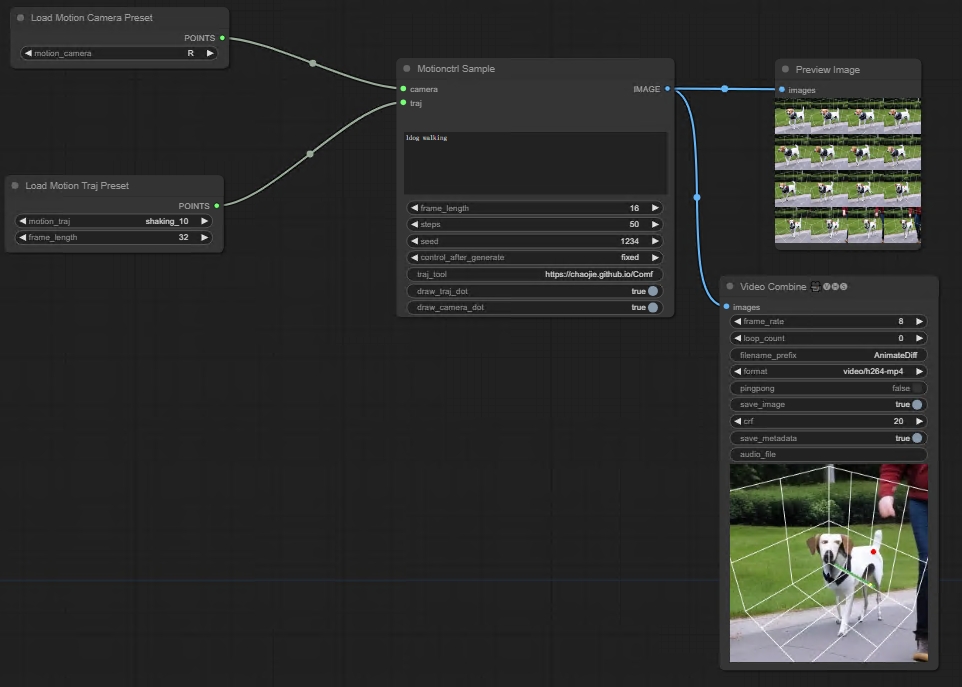 Load Motion Camera Preset
POINTS
motion_camera R
Load Motion Traj Preset
POINTS
motion_traj shaking_10
frame_length 32
Motionctrl Sample
camera IMAGE
traj
1dog walking
frame_length 16
steps 50
seed 1234
control_after_generate fixed
traj_tool https://chaojie.github.io/Comf
draw_traj_dot true
draw_camera_dot true
Preview Image
images
Video Combine 🎥🅥🅗🅢
images
frame_rate 8
loop_count 0
filename_prefix AnimateDiff
format video/h264-mp4
pingpong false
save_image true
crf 20
save_metadata true
audio_file